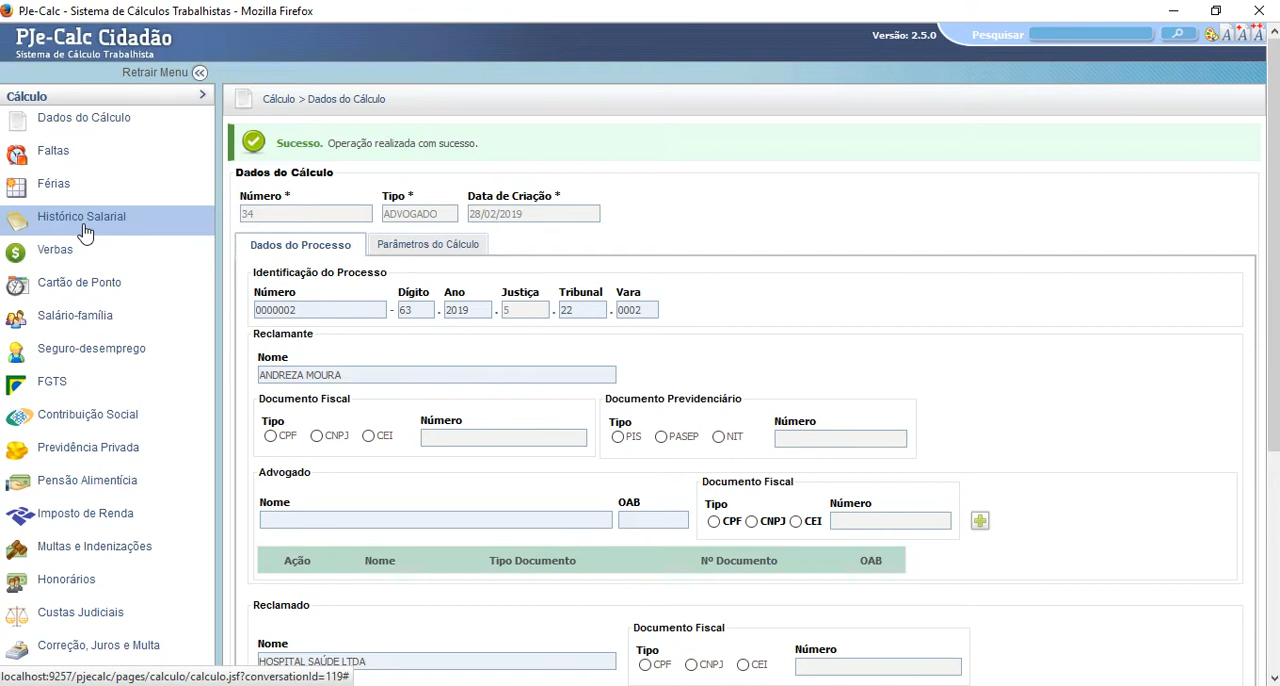 PJe-Calc - Sistema de Cálculos Trabalhistas - Mozilla Firefox
PJe-Calc Cidadão
Sistema de Cálculo Trabalhista
Versão: 2.5.0
Pesquisar
A A A
Retrair Menu
Cálculo
Dados do Cálculo
Faltas
Férias
Histórico Salarial
Verbas
Cartão de Ponto
Salário-família
Seguro-desemprego
FGTS
Contribuição Social
Previdência Privada
Pensão Alimentícia
Imposto de Renda
Multas e Indenizações
Honorários
Custas Judiciais
Correção, Juros e Multa
localhost:9257/pjecalc/pages/calculo/calculo.jsf?conversationId=119#
Cálculo > Dados do Cálculo
Sucesso. Operação realizada com sucesso.
Dados do Cálculo
Número * Tipo * Data de Criação *
34 ADVOGADO 28/02/2019
Dados do Processo Parâmetros do Cálculo
Identificação do Processo
Número Dígito Ano Justiça Tribunal Vara
0000002 - 63 . 2019 . 5 . 22 . 0002
Reclamante
Nome
ANDREZA MOURA
Documento Fiscal
Tipo Número
CPF CNPJ CEI
Documento Previdenciário
Tipo Número
PIS PASEP NIT
Advogado
Nome OAB
Documento Fiscal
Tipo Número
CPF CNPJ CEI
Ação Nome Tipo Documento Nº Documento OAB
Reclamado
Nome
HOSPITAL SAÚDE LTDA
Documento Fiscal
Tipo Número
CPF CNPJ CEI